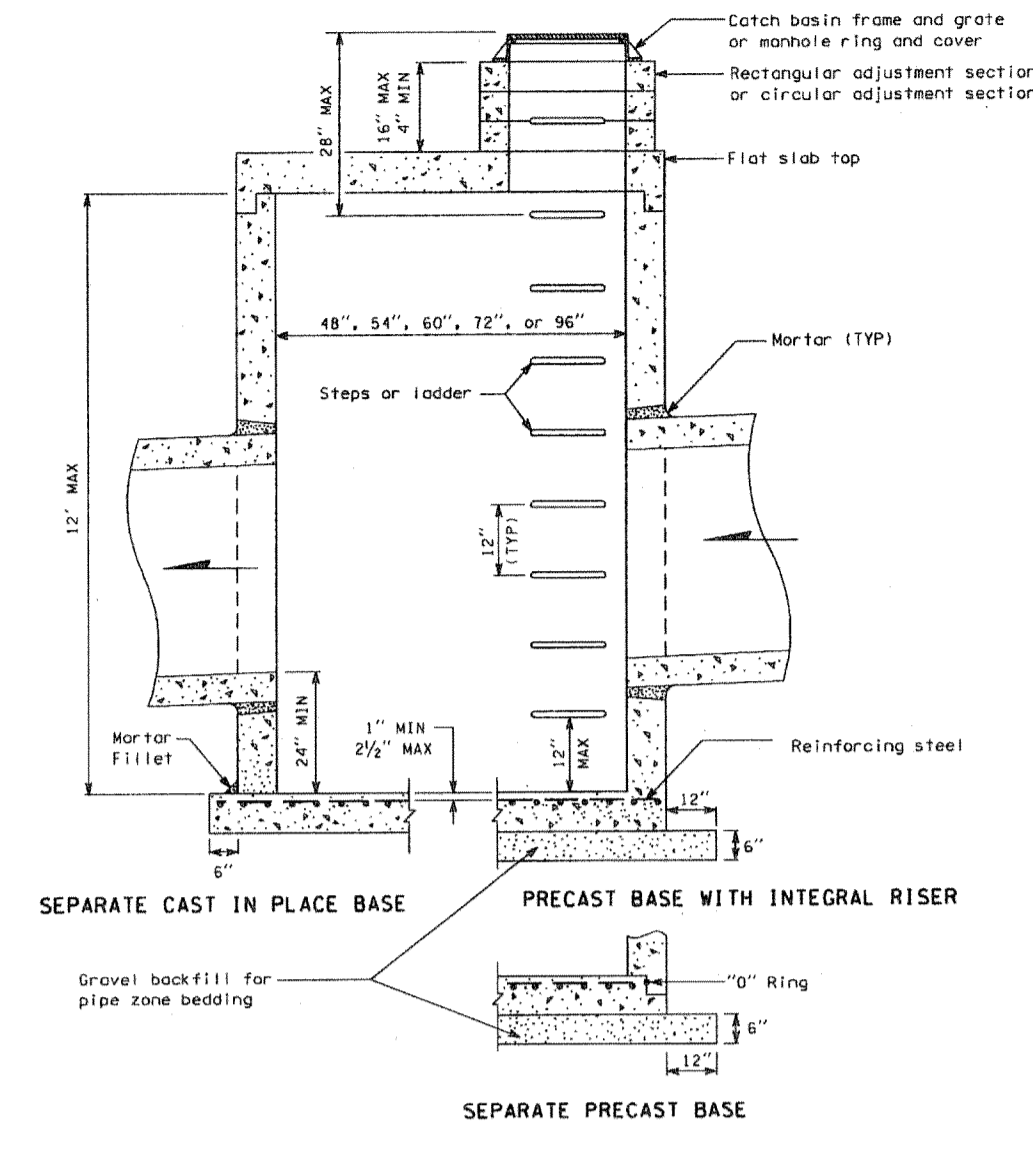 Catch basin frame and grate
or manhole ring and cover
Rectangular adjustment section
or circular adjustment section
28" MAX
16" MAX
4" MIN
Flat slab top
48", 54", 60", 72", or 96"
Mortar (TYP)
Steps or ladder
12' MAX
12"
(TYP)
24" MIN
1" MIN
2½" MAX
12"
MAX
Mortar
Fillet
Reinforcing steel
12"
6"
6"
SEPARATE CAST IN PLACE BASE
PRECAST BASE WITH INTEGRAL RISER
Gravel backfill for
pipe zone bedding
"O" Ring
6"
12"
SEPARATE PRECAST BASE